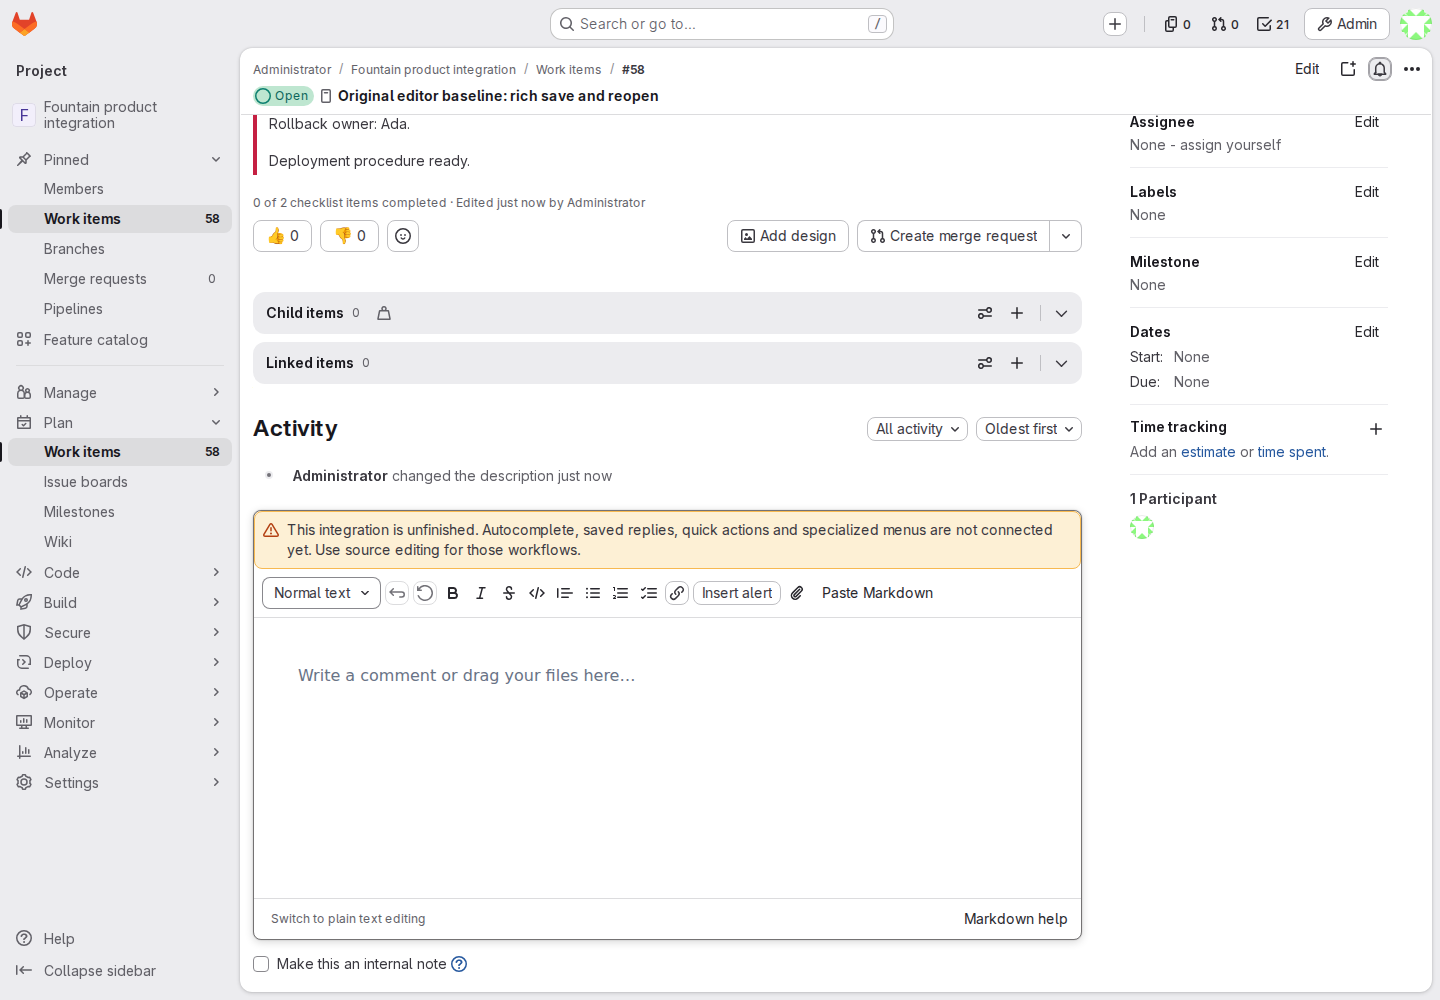 Search or go to...
/
0
0
21
Admin
Project
F
Fountain product
integration
Pinned
Members
Work items 58
Branches
Merge requests 0
Pipelines
Feature catalog
Manage
Plan
Work items 58
Issue boards
Milestones
Wiki
Code
Build
Secure
Deploy
Operate
Monitor
Analyze
Settings
Help
Collapse sidebar
Administrator / Fountain product integration / Work items / #58
Edit
Open Original editor baseline: rich save and reopen
Rollback owner: Ada.
Deployment procedure ready.
0 of 2 checklist items completed · Edited just now by Administrator
👍 0 👎 0
Add design
Create merge request
Child items 0
Linked items 0
Activity
All activity
Oldest first
Administrator changed the description just now
This integration is unfinished. Autocomplete, saved replies, quick actions and specialized menus are not connected
yet. Use source editing for those workflows.
Normal text
B I S
Insert alert
Paste Markdown
Write a comment or drag your files here…
Switch to plain text editing
Markdown help
Make this an internal note ?
Assignee Edit
None - assign yourself
Labels Edit
None
Milestone Edit
None
Dates Edit
Start: None
Due: None
Time tracking
Add an estimate or time spent.
1 Participant